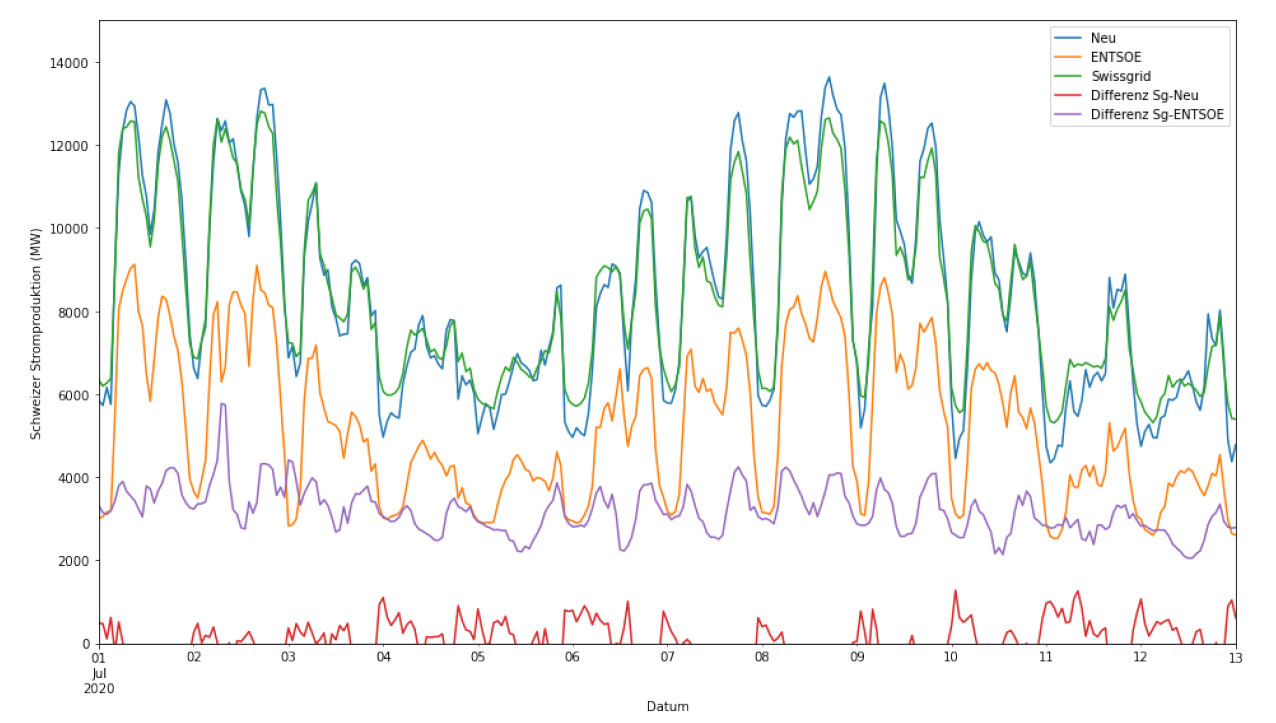 Neu
ENTSOE
Swissgrid
Differenz Sg-Neu
Differenz Sg-ENTSOE
Schweizer Stromproduktion (MW)
14000
12000
10000
8000
6000
4000
2000
0
01 02 03 04 05 06 07 08 09 10 11 12 13
Jul
2020
Datum